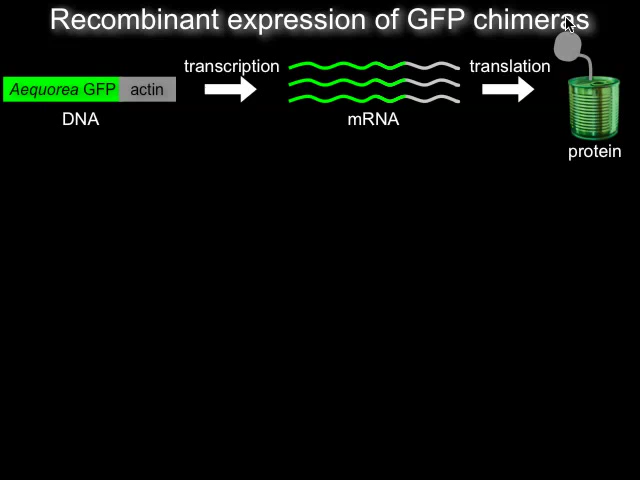 Recombinant expression of GFP chimeras
transcription
translation
Aequorea GFP actin
DNA
mRNA
protein